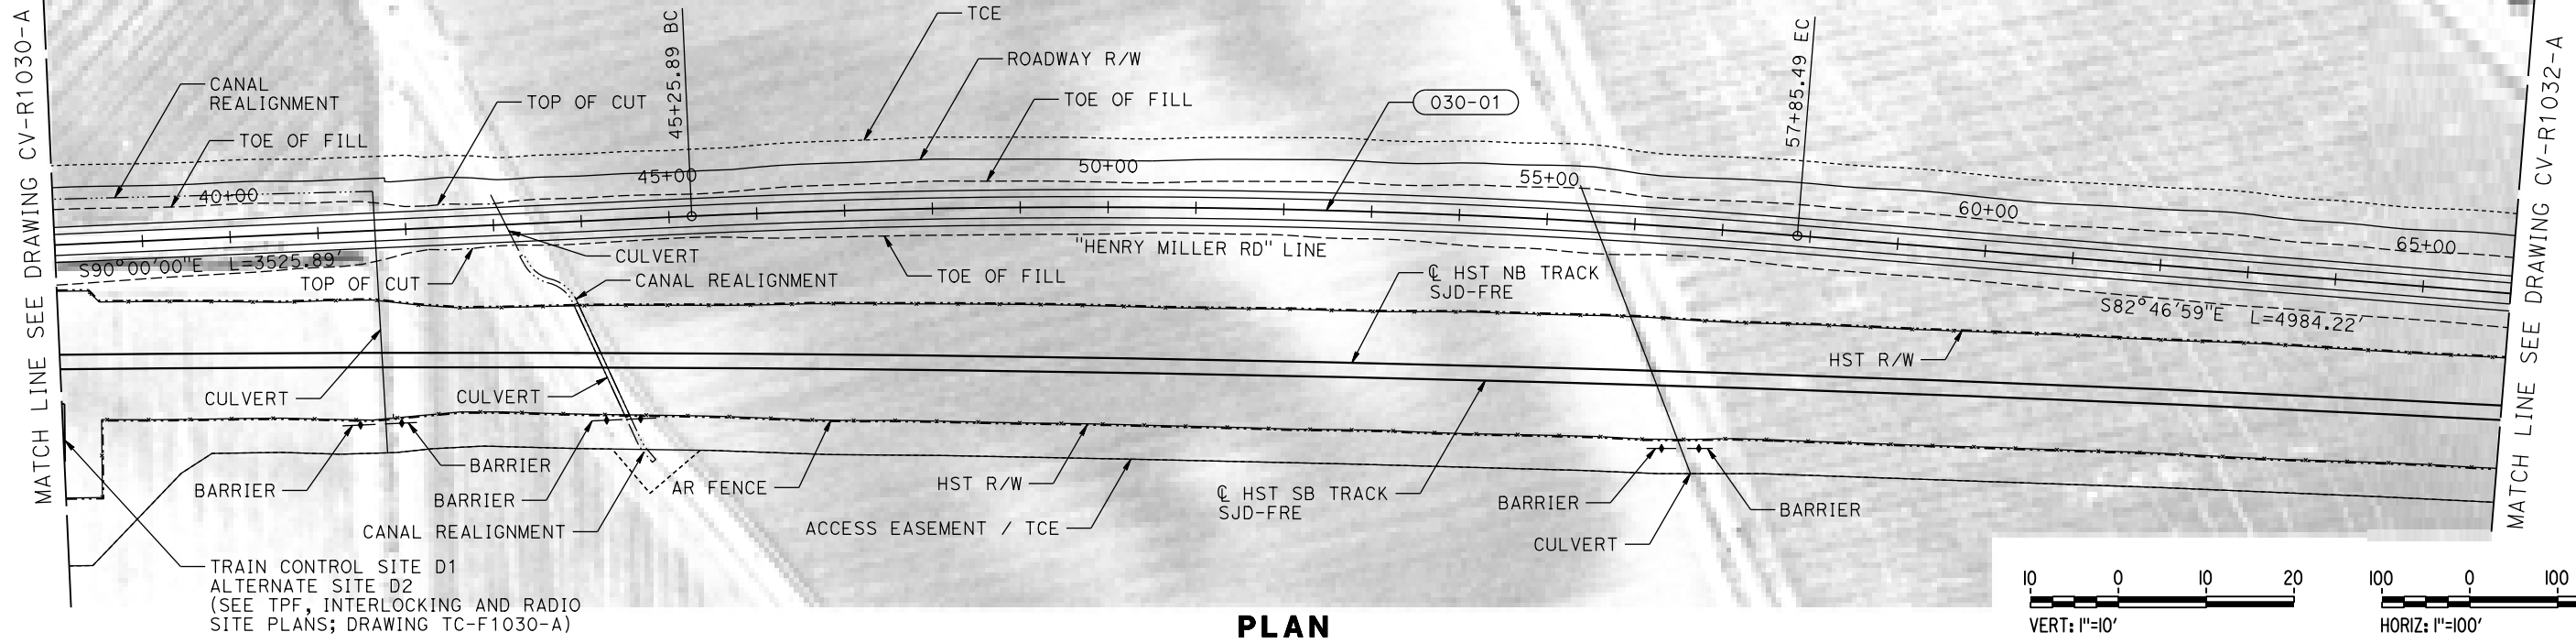 MATCH LINE SEE DRAWING CV-R1030-A
CANAL
REALIGNMENT
TOE OF FILL
40+00
TOP OF CUT
45+25.89 BC
45+00
TCE
ROADWAY R/W
TOE OF FILL
50+00
030-01
55+00
57+85.49 EC
60+00
65+00
MATCH LINE SEE DRAWING CV-R1032-A
S90°00'00"E L=3525.89'
TOP OF CUT
CULVERT
CANAL REALIGNMENT
TOE OF FILL
"HENRY MILLER RD" LINE
℄ HST NB TRACK
SJD-FRE
S82°46'59"E L=4984.22'
HST R/W
CULVERT
CULVERT
BARRIER
BARRIER
BARRIER
AR FENCE
HST R/W
℄ HST SB TRACK
SJD-FRE
BARRIER
BARRIER
CANAL REALIGNMENT
ACCESS EASEMENT / TCE
CULVERT
TRAIN CONTROL SITE D1
ALTERNATE SITE D2
(SEE TPF, INTERLOCKING AND RADIO
SITE PLANS; DRAWING TC-F1030-A)
PLAN
10 0 10 20
VERT: 1"=10'
100 0 100
HORIZ: 1"=100'